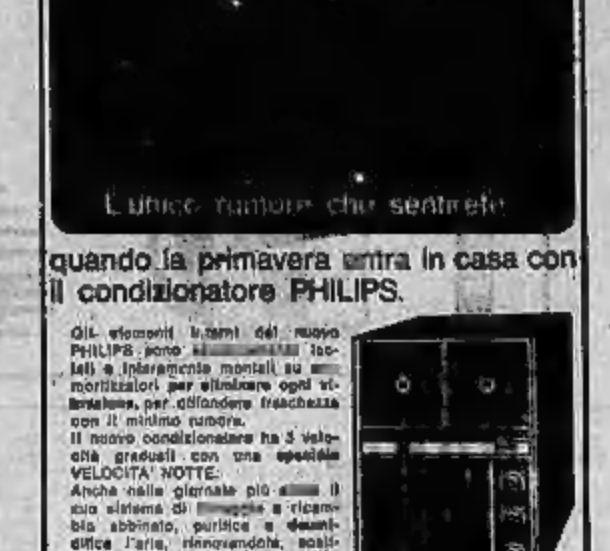 L'unico rumore che sentirete
quando la primavera entra in casa con
il condizionatore PHILIPS.
Gli elementi interni del nuovo
PHILIPS sono iso-
lati e interamente montati su
mortizzatori per eliminare ogni vi-
brazione, per diffondere freschezza
con il minimo rumore.
Il nuovo condizionatore ha 3 velo-
cità graduali con una speciale
VELOCITA' NOTTE.
Anche nelle giornate più il
suo sistema di e ricam-
bio abbinato, purifica e deumi-
difica l'aria, rinnovandola, sosti-